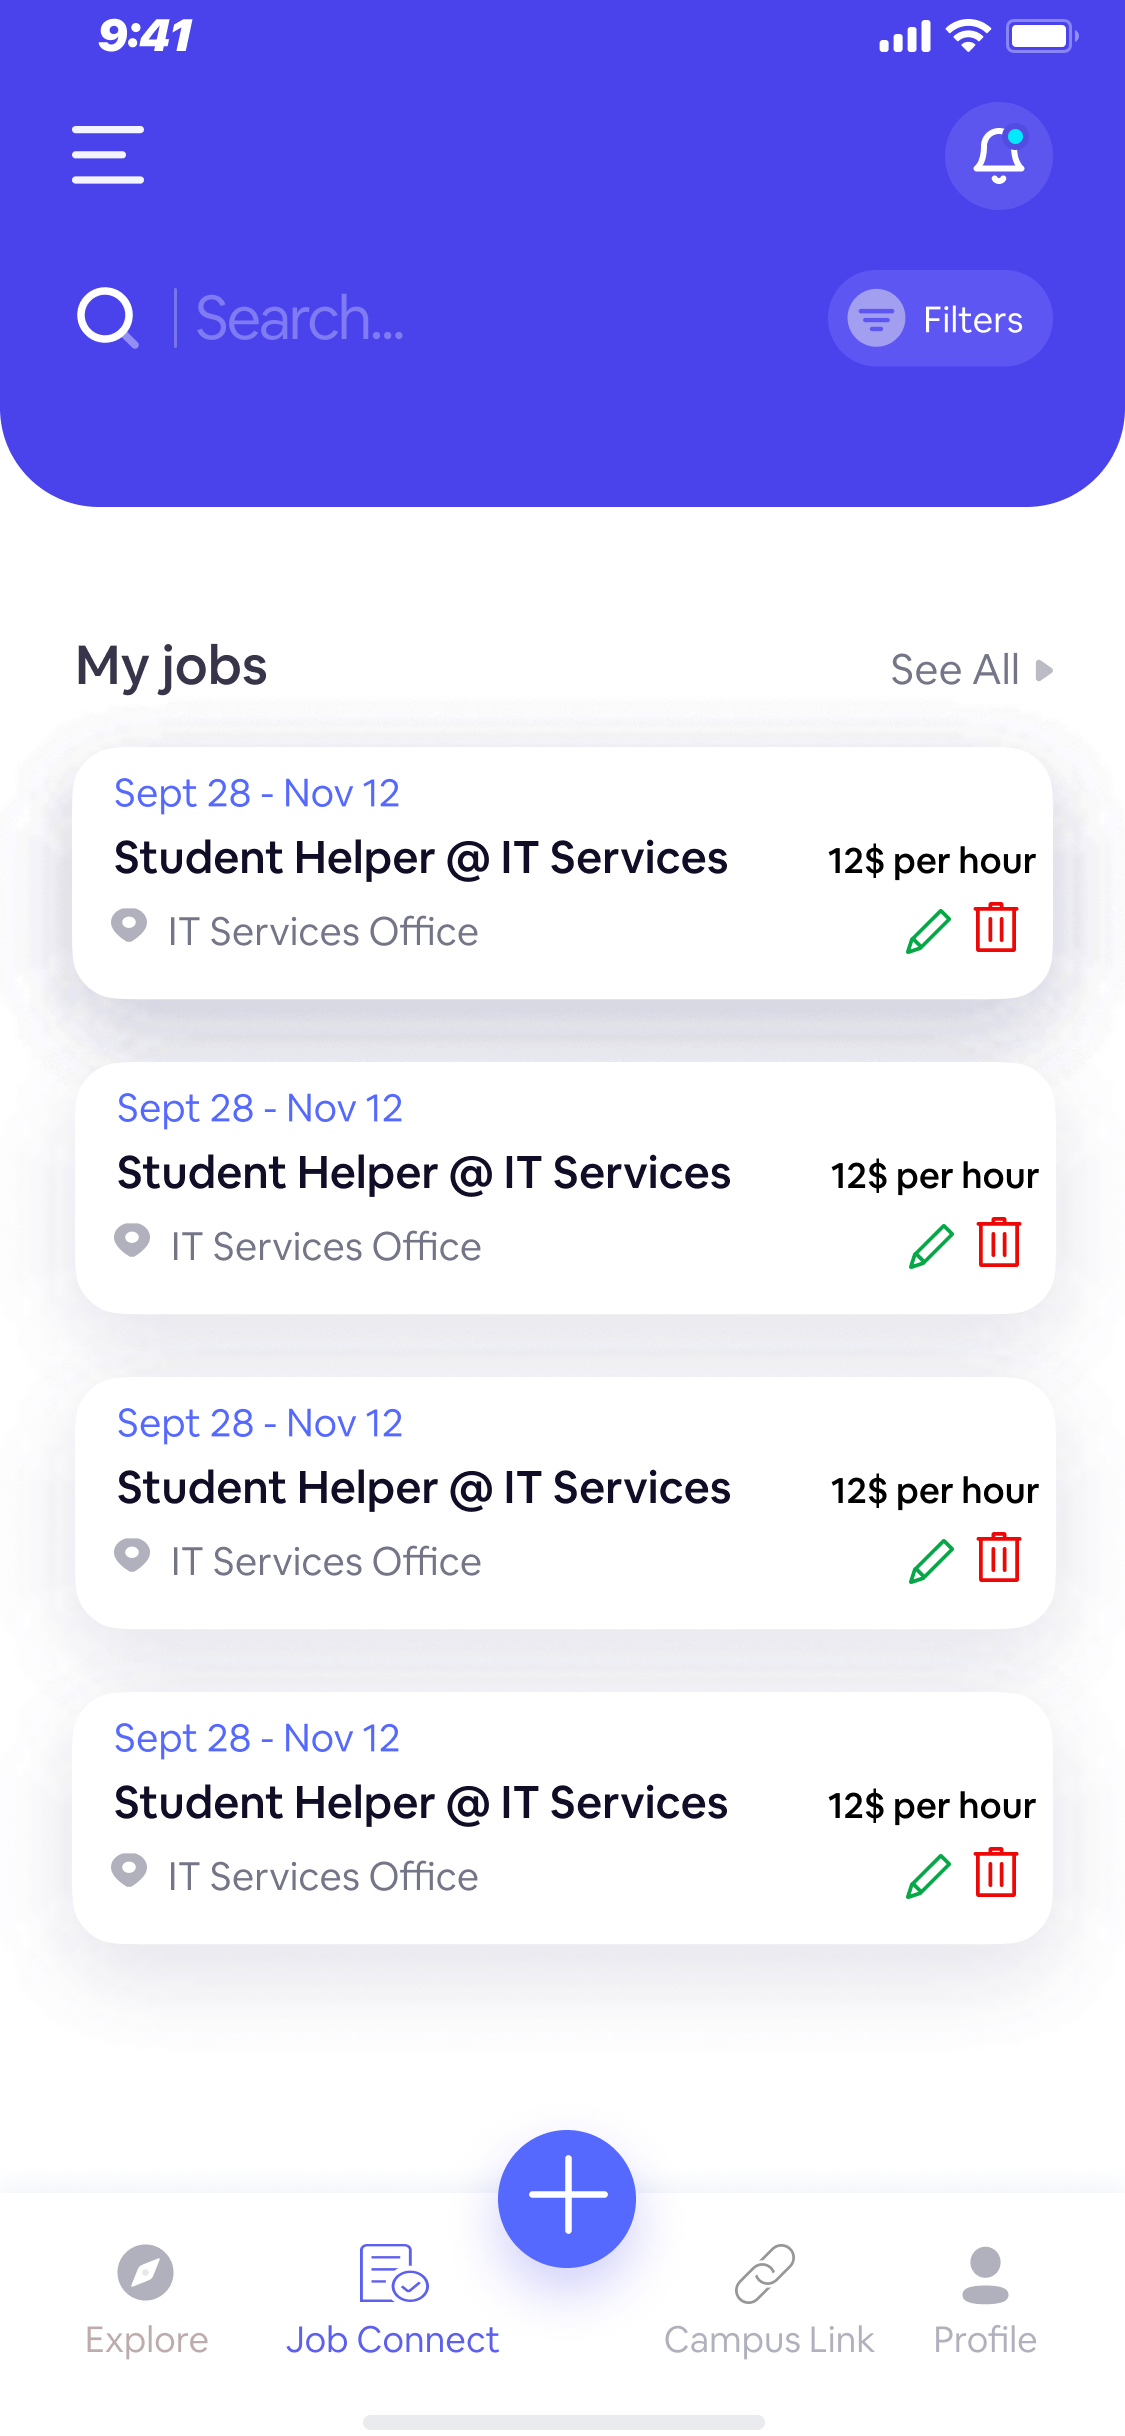 9:41
Search...
Filters
My jobs
See All
Sept 28 - Nov 12
Student Helper @ IT Services
12$ per hour
IT Services Office
Sept 28 - Nov 12
Student Helper @ IT Services
12$ per hour
IT Services Office
Sept 28 - Nov 12
Student Helper @ IT Services
12$ per hour
IT Services Office
Sept 28 - Nov 12
Student Helper @ IT Services
12$ per hour
IT Services Office
Explore
Job Connect
Campus Link
Profile